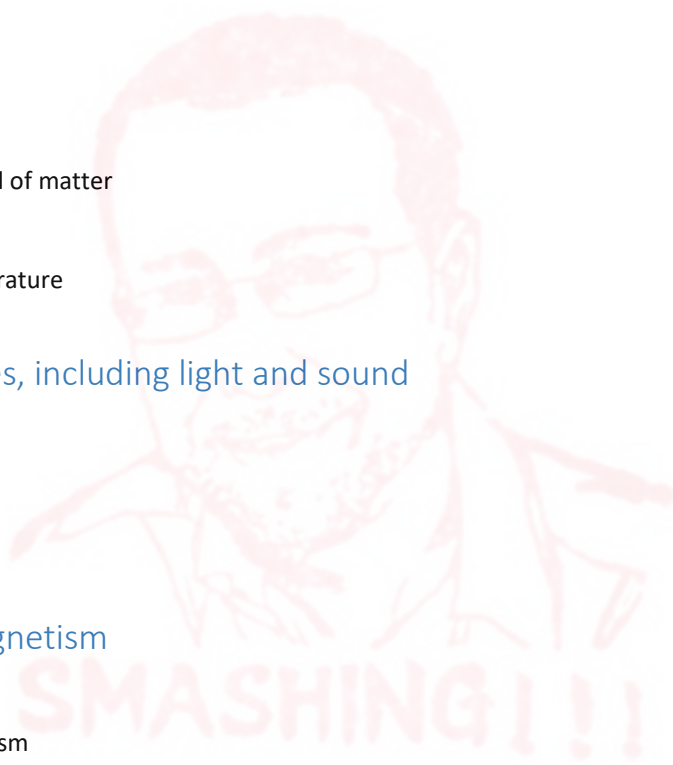 of matter
rature
s, including light and sound
gnetism
sm
SMASHING!!!